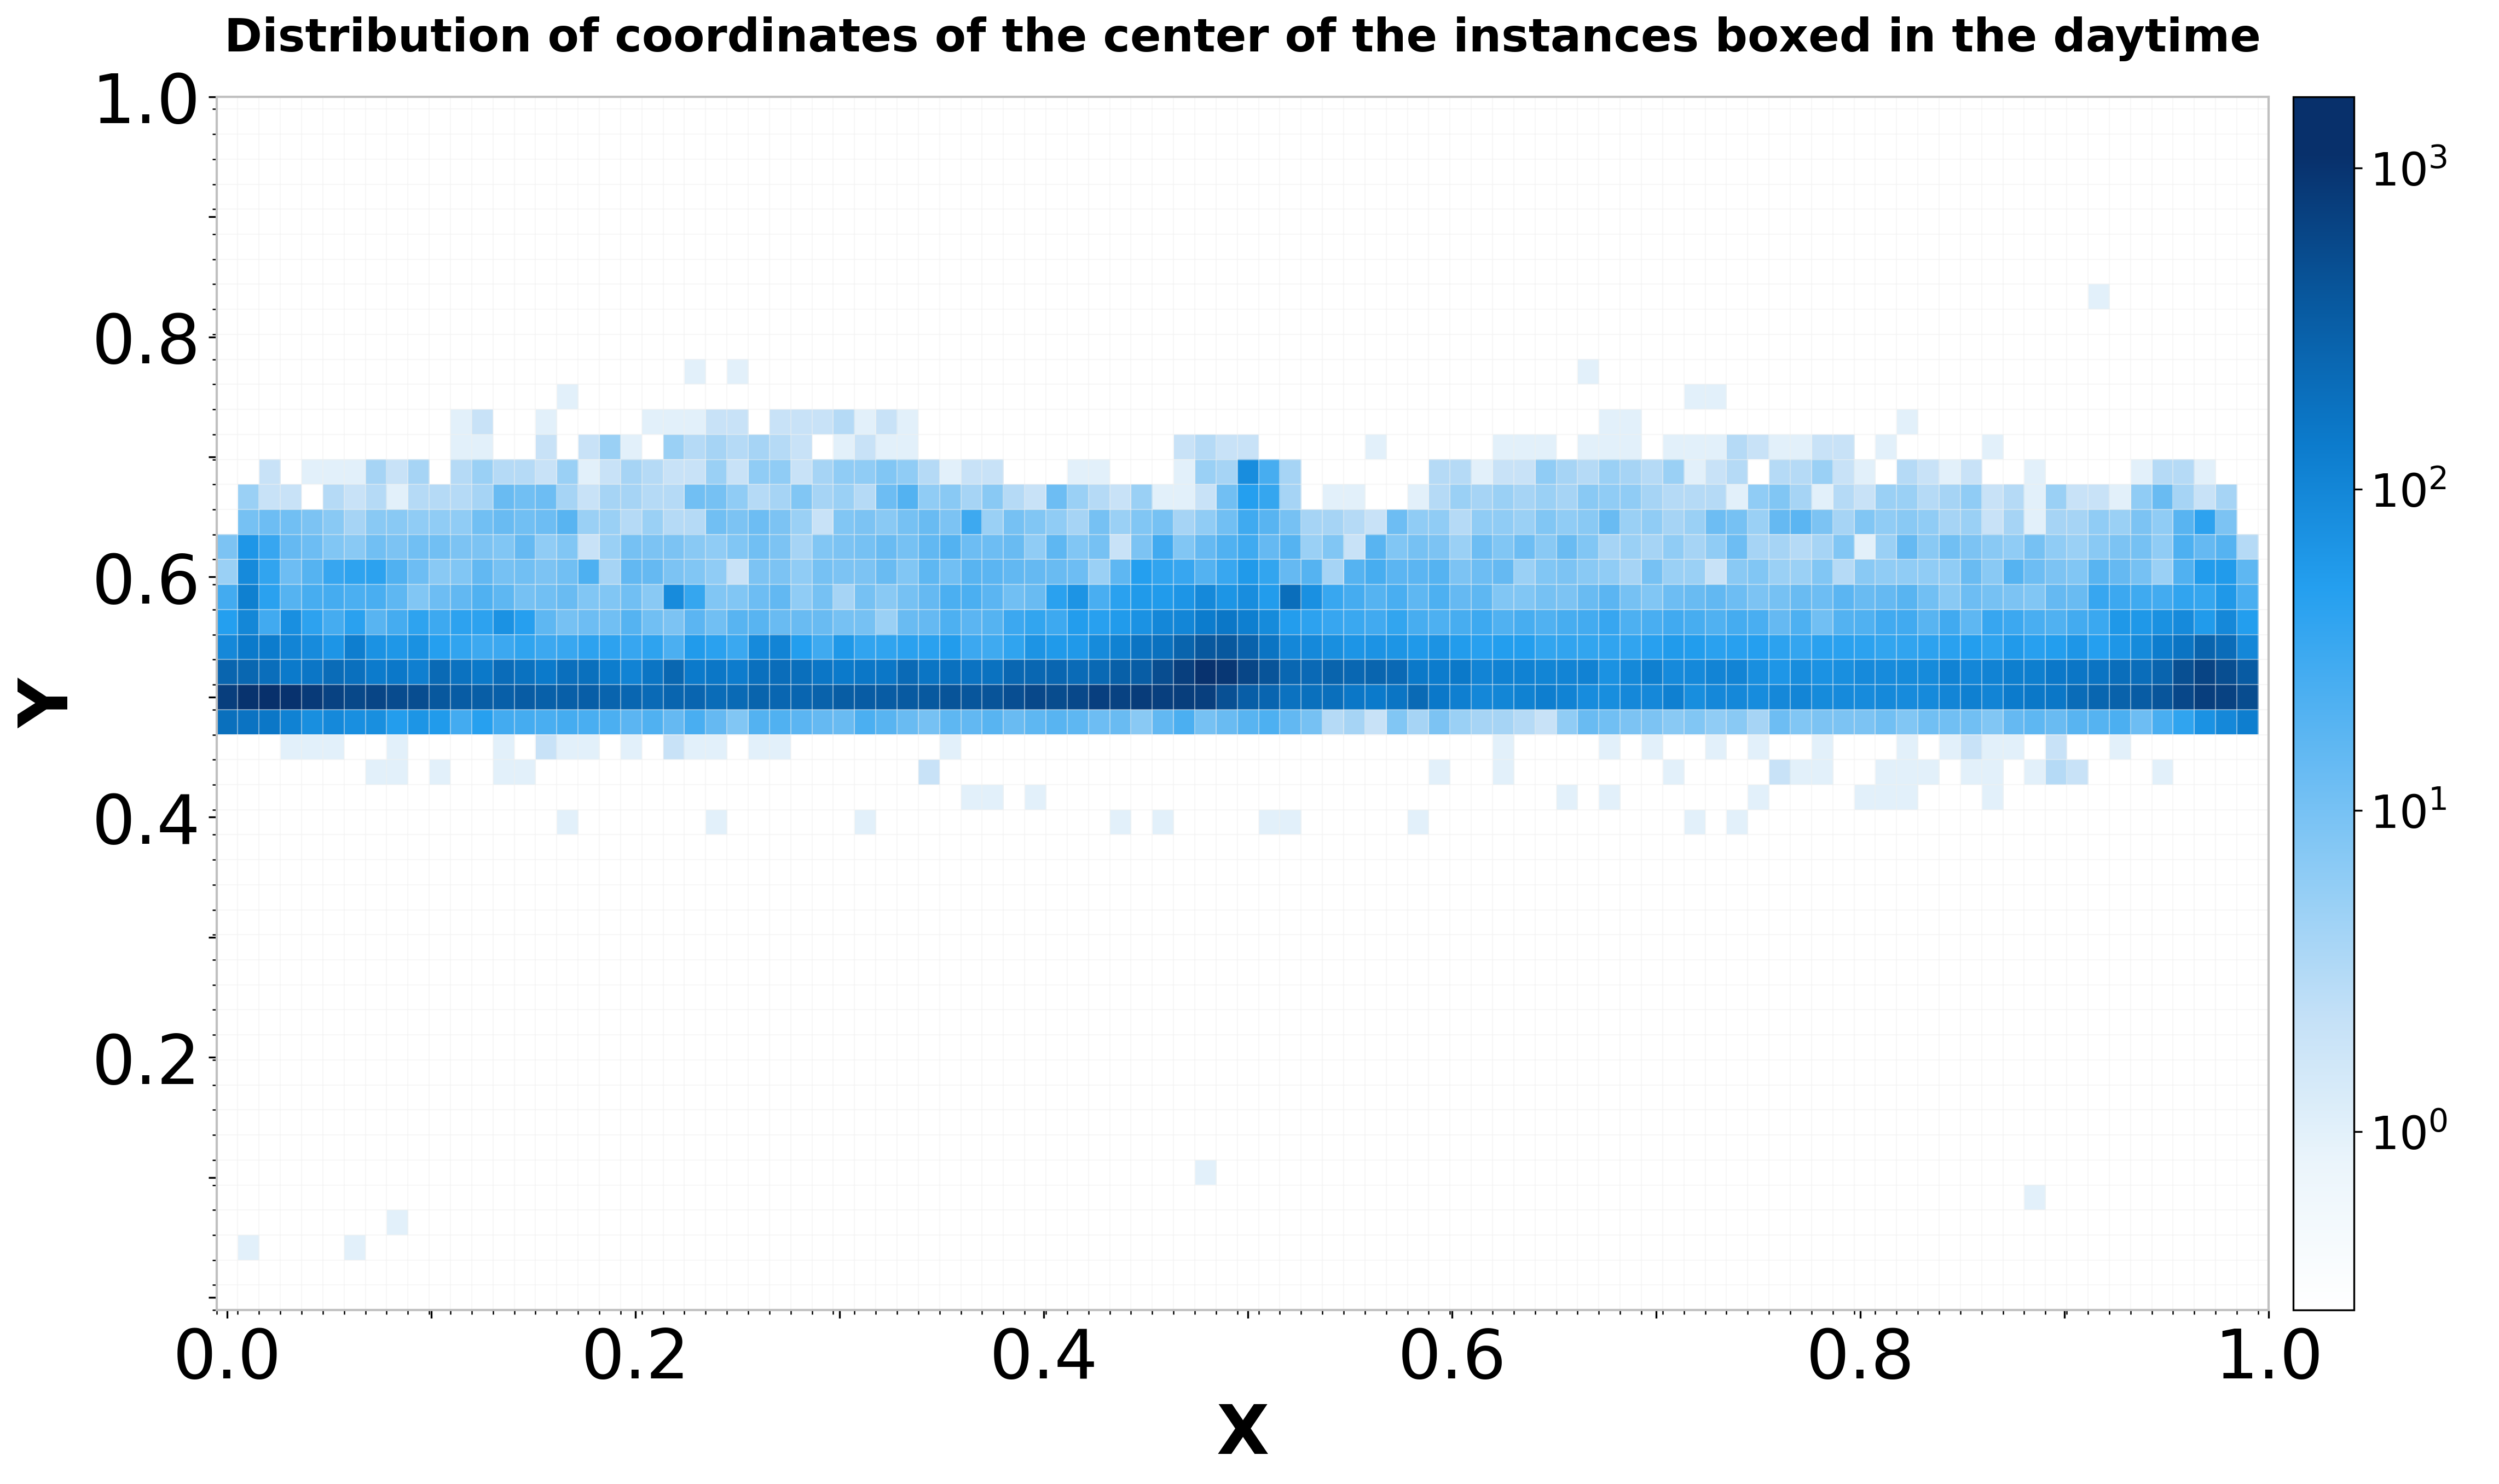 Distribution of coordinates of the center of the instances boxed in the daytime
1.0
0.8
0.6
0.4
0.2
Y
0.0 0.2 0.4 0.6 0.8 1.0
X
10³
10²
10¹
10⁰